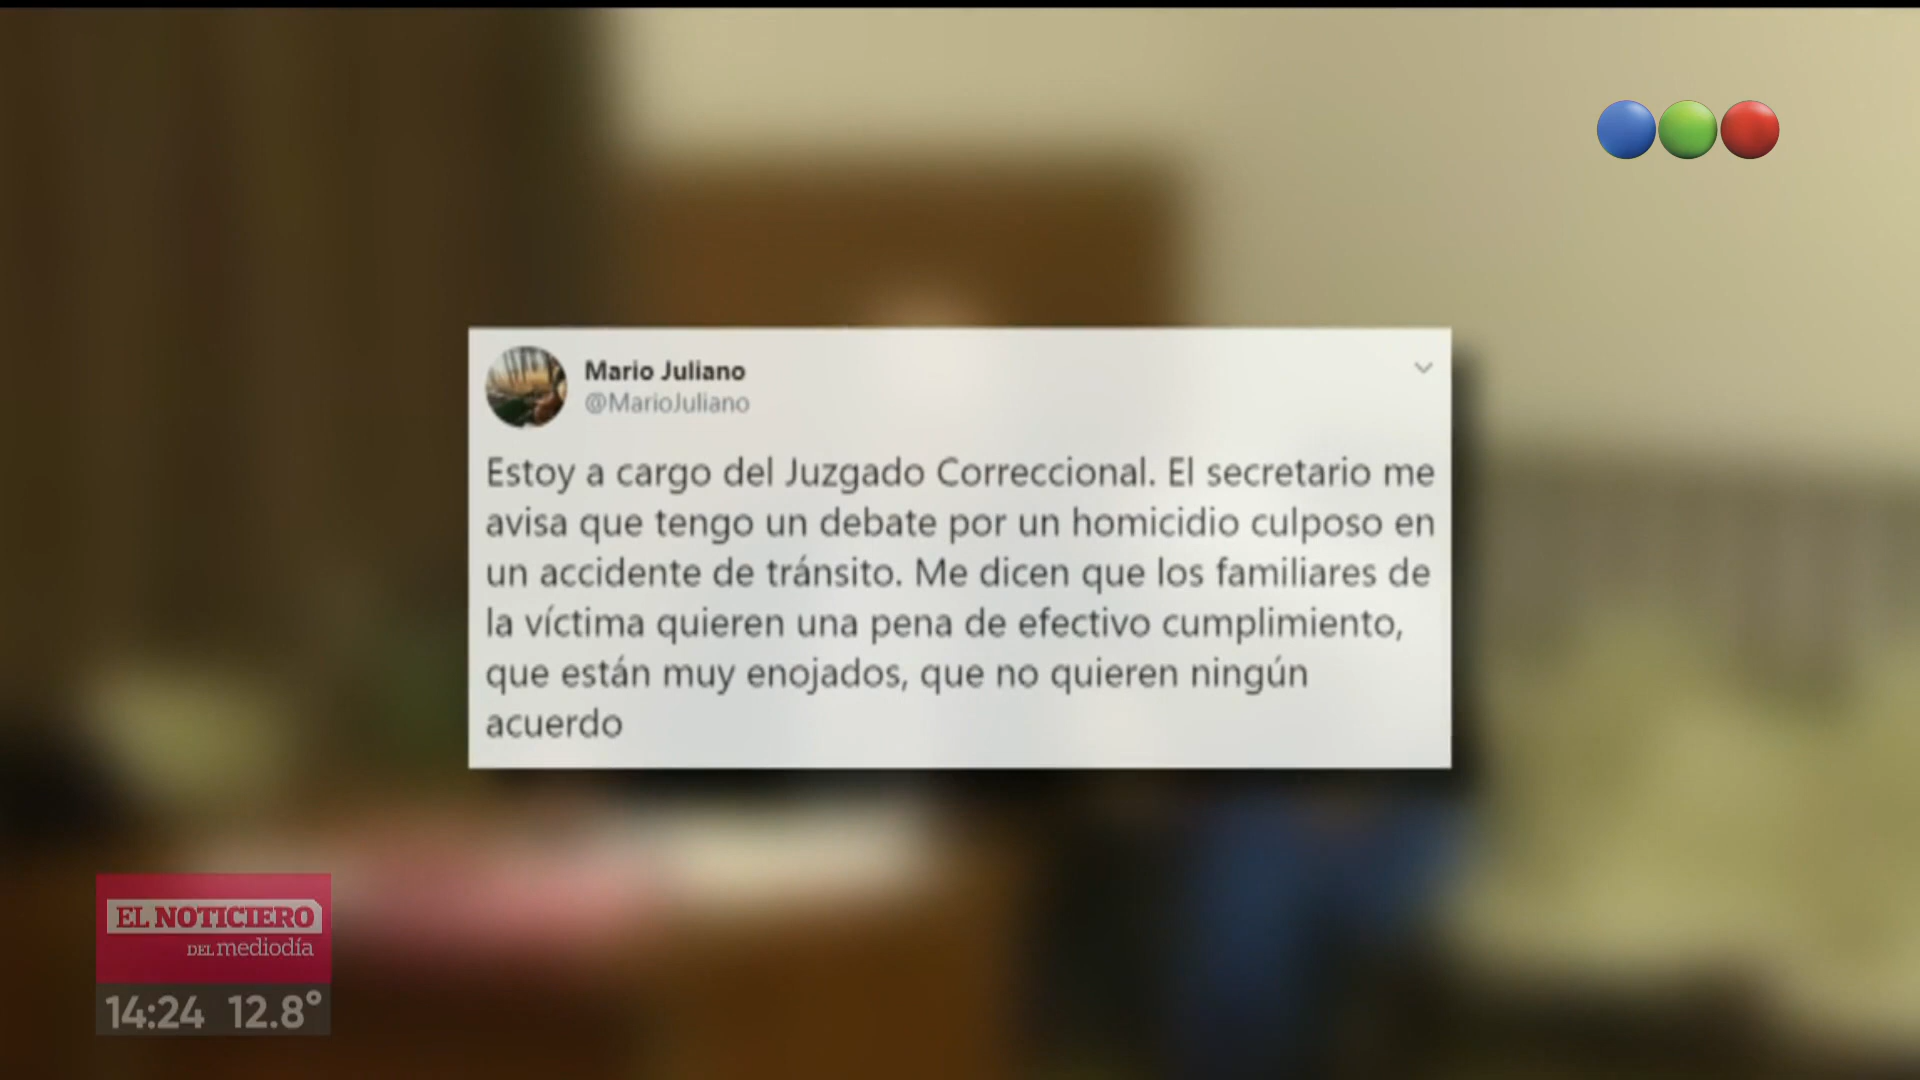 Mario Juliano
@MarioJuliano
Estoy a cargo del Juzgado Correccional. El secretario me
avisa que tengo un debate por un homicidio culposo en
un accidente de tránsito. Me dicen que los familiares de
la víctima quieren una pena de efectivo cumplimiento,
que están muy enojados, que no quieren ningún
acuerdo
EL NOTICIERO
DEL mediodía
14:24 12.8°